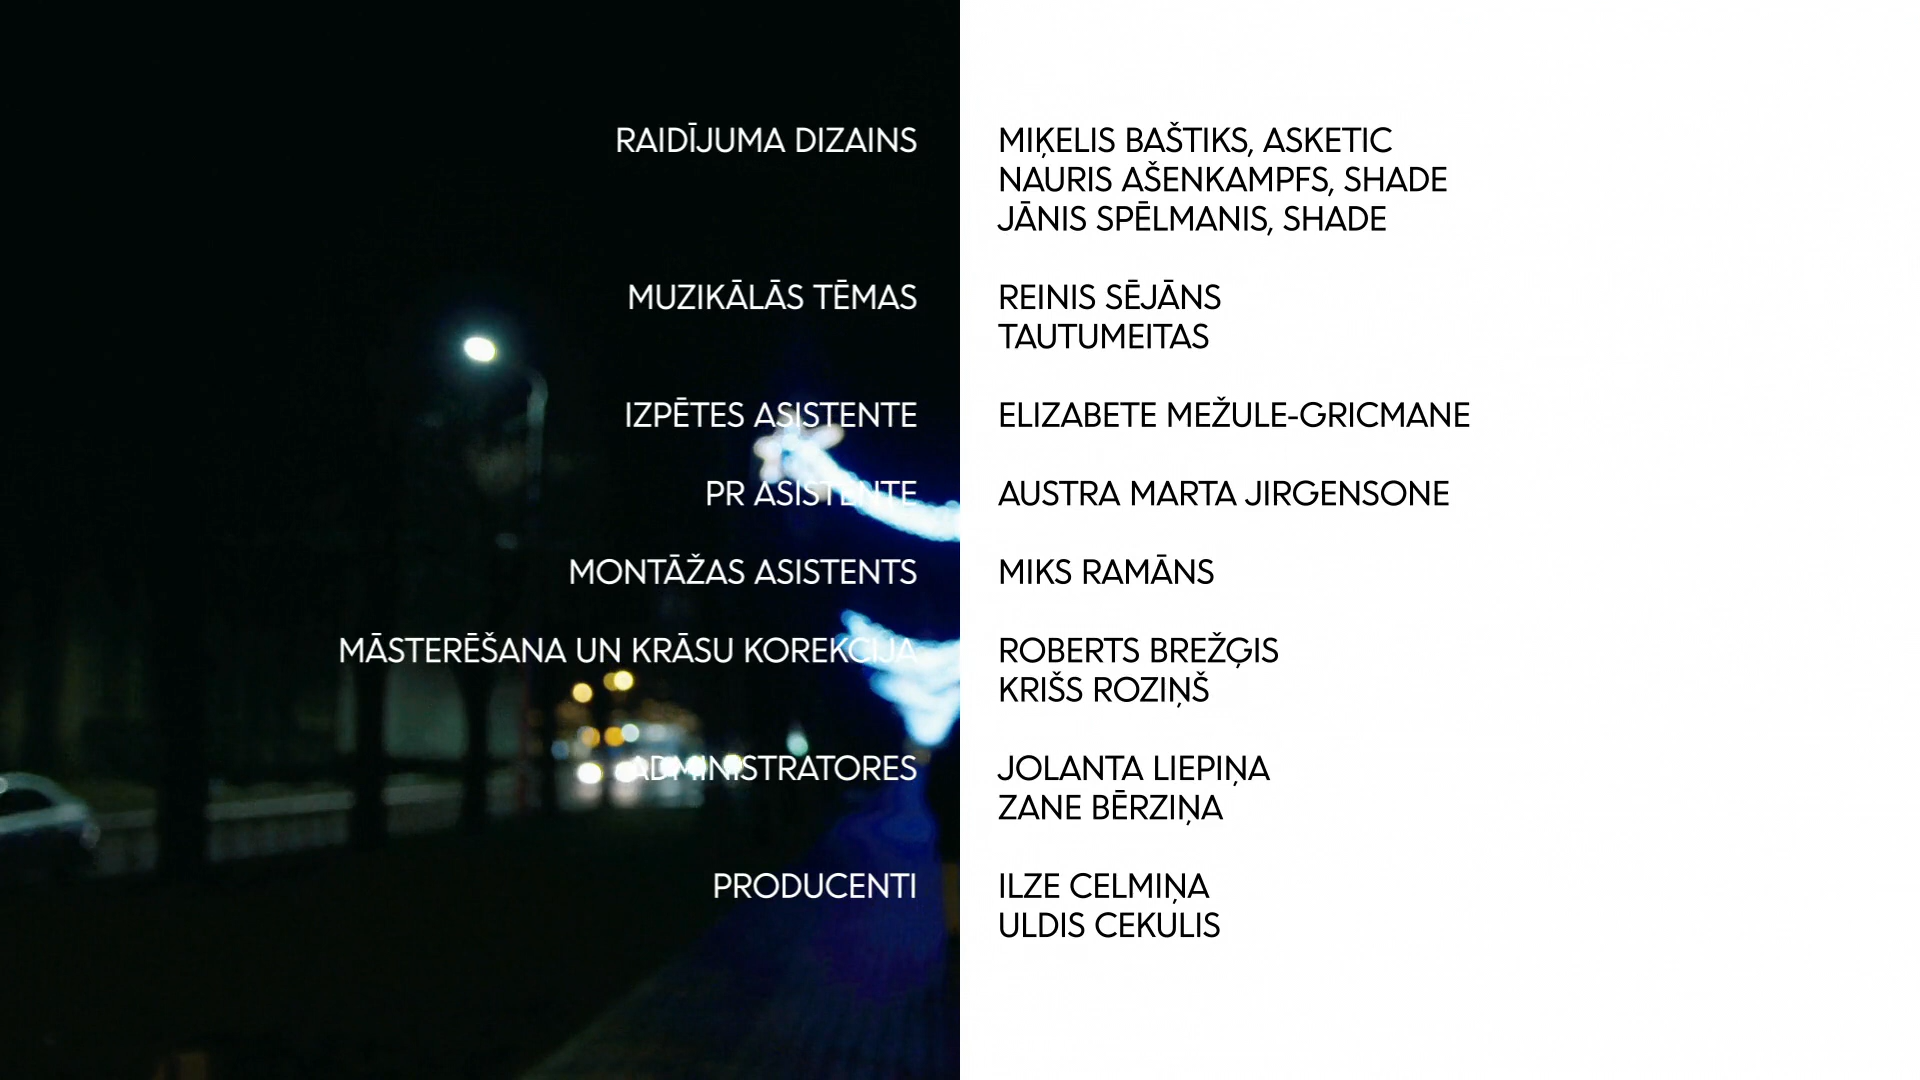 RAIDĪJUMA DIZAINS
MIĶELIS BAŠTIKS, ASKETIC
NAURIS AŠENKAMPFS, SHADE
JĀNIS SPĒLMANIS, SHADE
MUZIKĀLĀS TĒMAS
REINIS SĒJĀNS
TAUTUMEITAS
IZPĒTES ASISTENTE
ELIZABETE MEŽULE-GRICMANE
PR ASISTENTE
AUSTRA MARTA JIRGENSONE
MONTĀŽAS ASISTENTS
MIKS RAMĀNS
MĀSTERĒŠANA UN KRĀSU KOREKCIJA
ROBERTS BREŽĢIS
KRIŠS ROZIŅŠ
ADMINISTRATORES
JOLANTA LIEPIŅA
ZANE BĒRZIŅA
PRODUCENTI
ILZE CELMIŅA
ULDIS CEKULIS